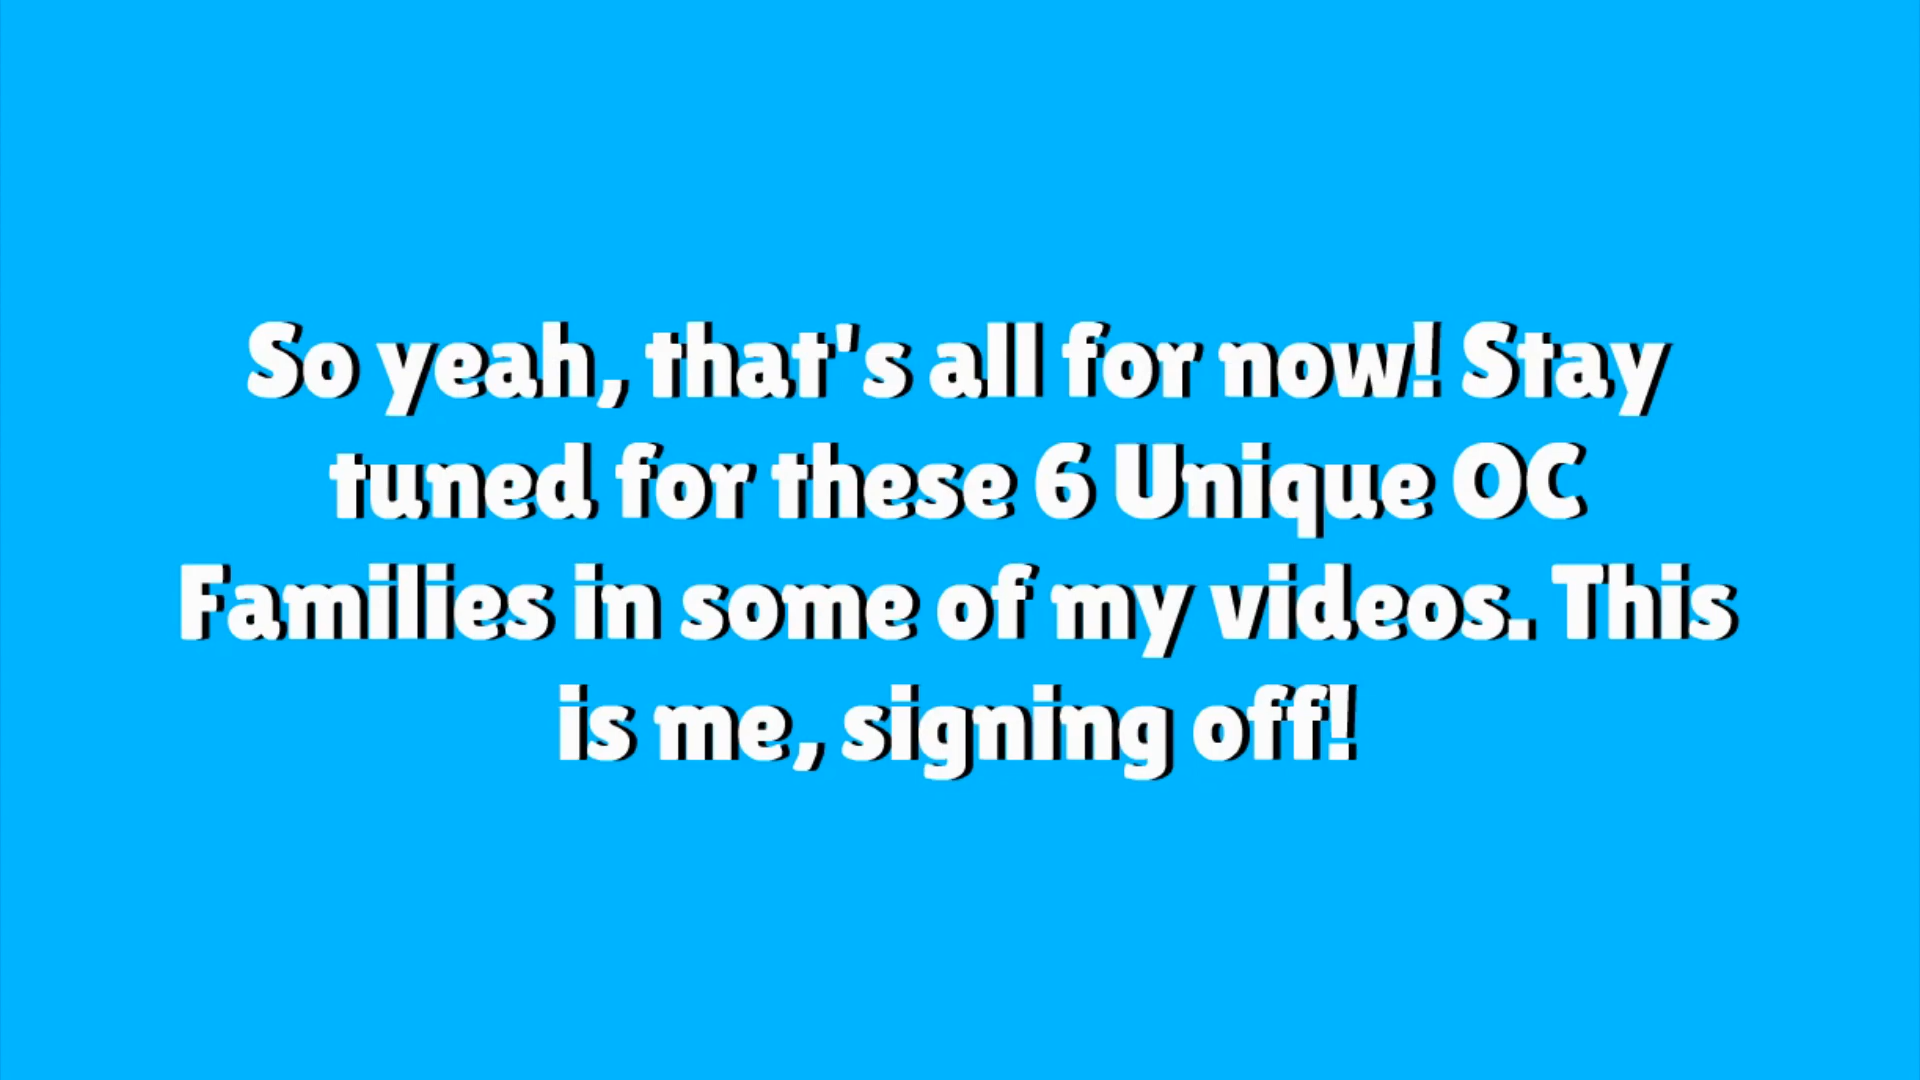 So yeah, that's all for now! Stay
tuned for these 6 Unique OC
Families in some of my videos. This
is me, signing off!